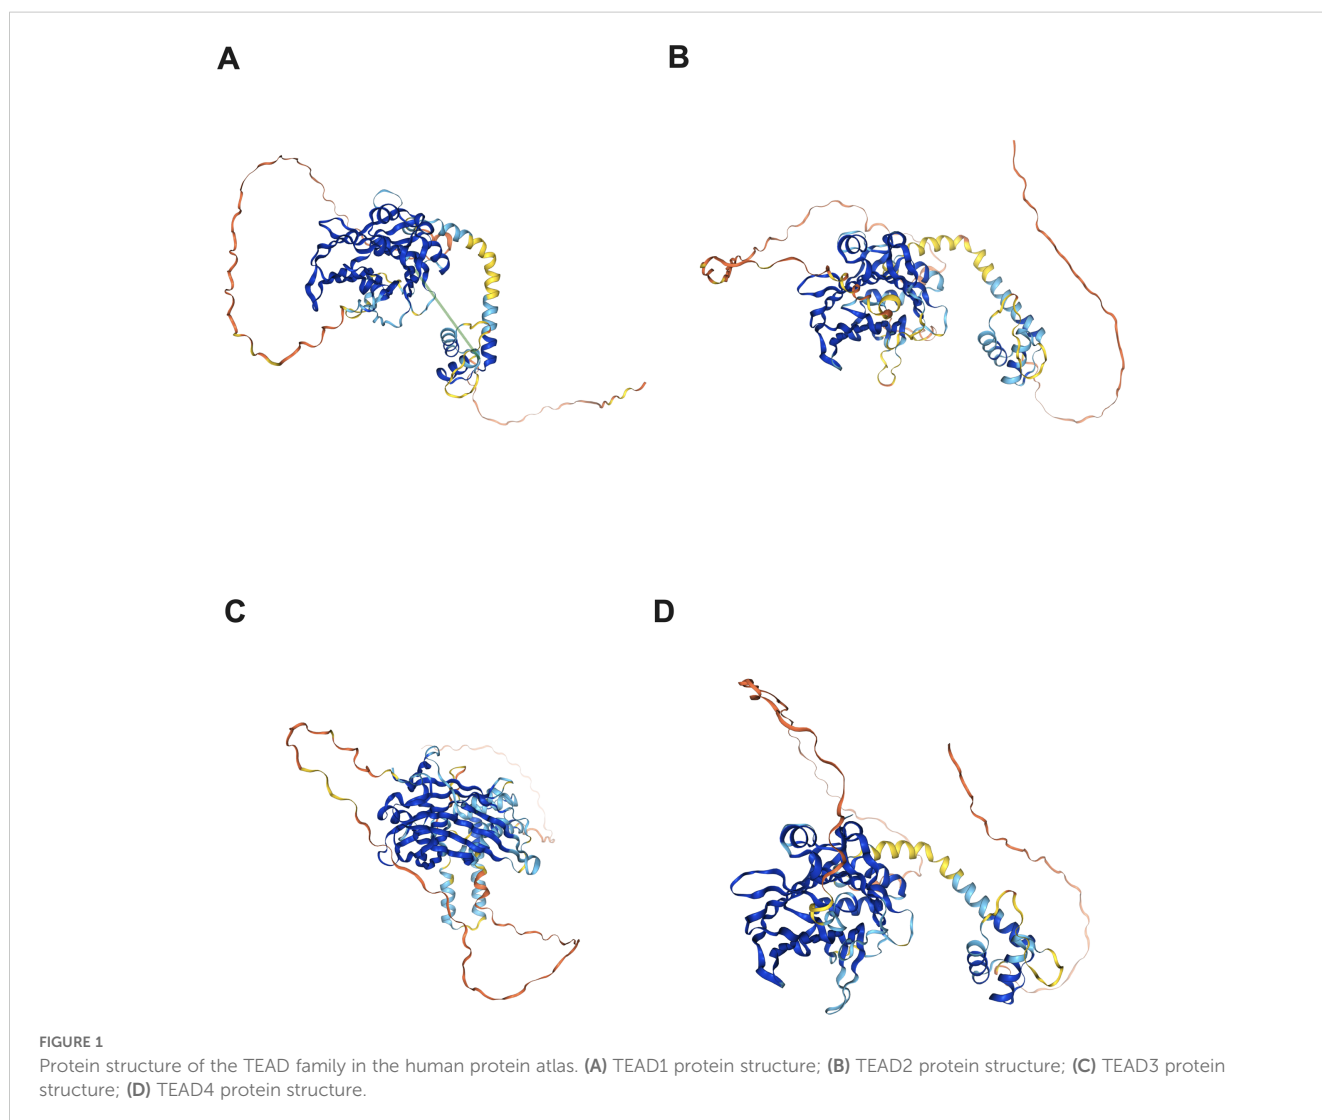 A
B
C
D
FIGURE 1
Protein structure of the TEAD family in the human protein atlas. (A) TEAD1 protein structure; (B) TEAD2 protein structure; (C) TEAD3 protein
structure; (D) TEAD4 protein structure.